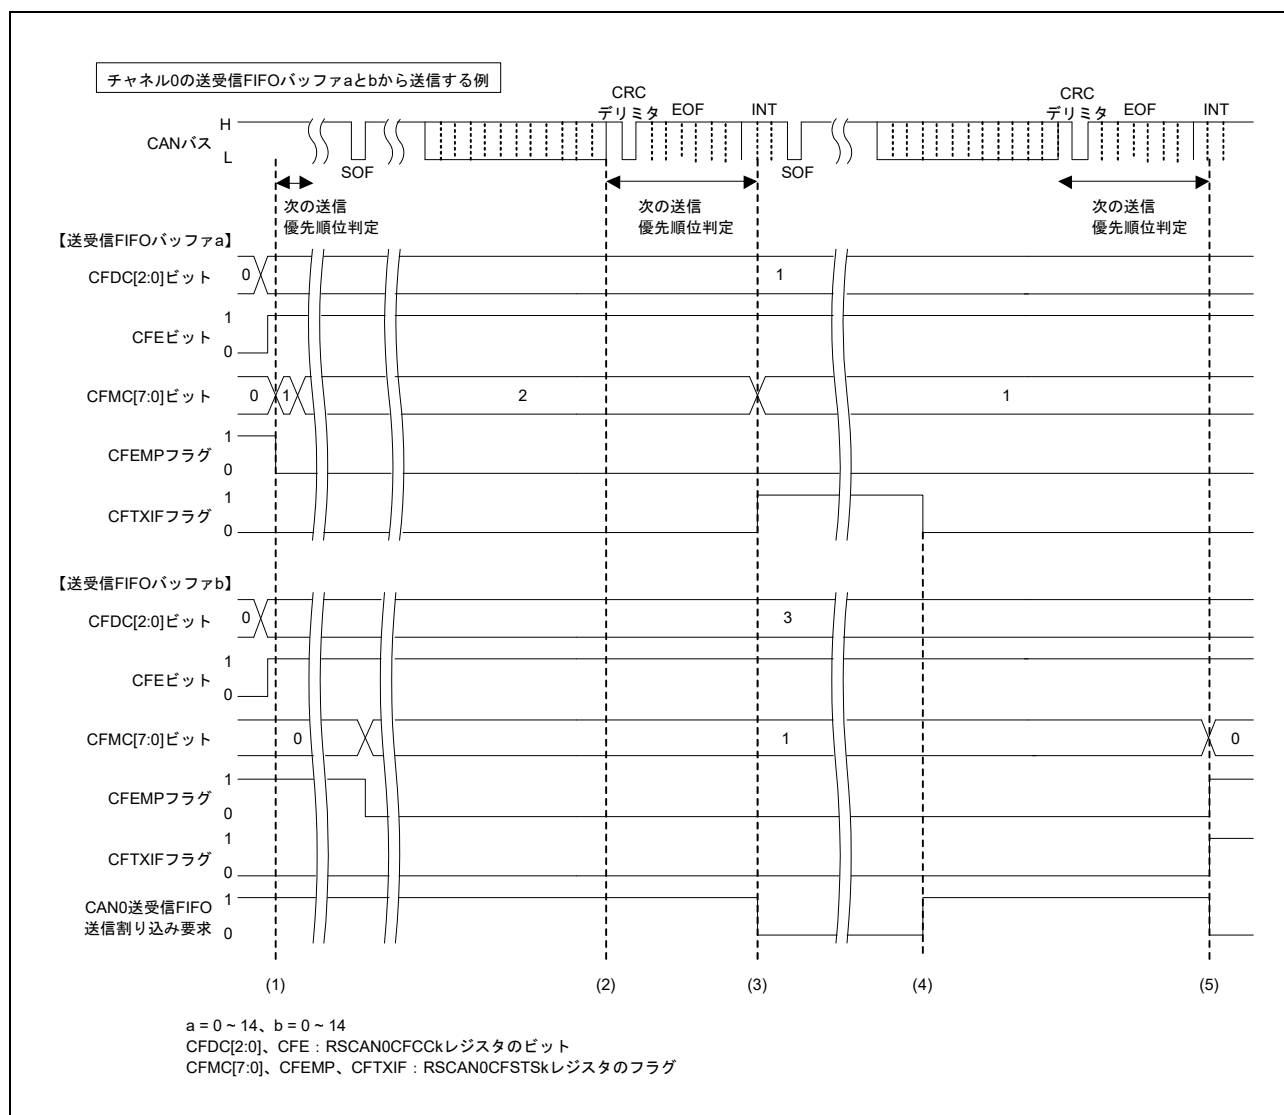 チャネル0の送受信FIFOバッファaとbから送信する例
CRC
デリミタ EOF INT
CRC
デリミタ EOF INT
H
CANバス
L
SOF
SOF
次の送信
優先順位判定
次の送信
優先順位判定
次の送信
優先順位判定
【送受信FIFOバッファa】
CFDC[2:0]ビット 0 1
1
CFEビット
0
CFMC[7:0]ビット 0 1 2 1
1
CFEMPフラグ
0
1
CFTXIFフラグ
0
【送受信FIFOバッファb】
CFDC[2:0]ビット 0 3
1
CFEビット
0
CFMC[7:0]ビット 0 1 0
1
CFEMPフラグ
0
1
CFTXIFフラグ
0
CAN0送受信FIFO 1
送信割り込み要求 0
(1) (2) (3) (4) (5)
a = 0 ~ 14、b = 0 ~ 14
CFDC[2:0]、CFE : RSCAN0CFCCkレジスタのビット
CFMC[7:0]、CFEMP、CFTXIF : RSCAN0CFSTSkレジスタのフラグ